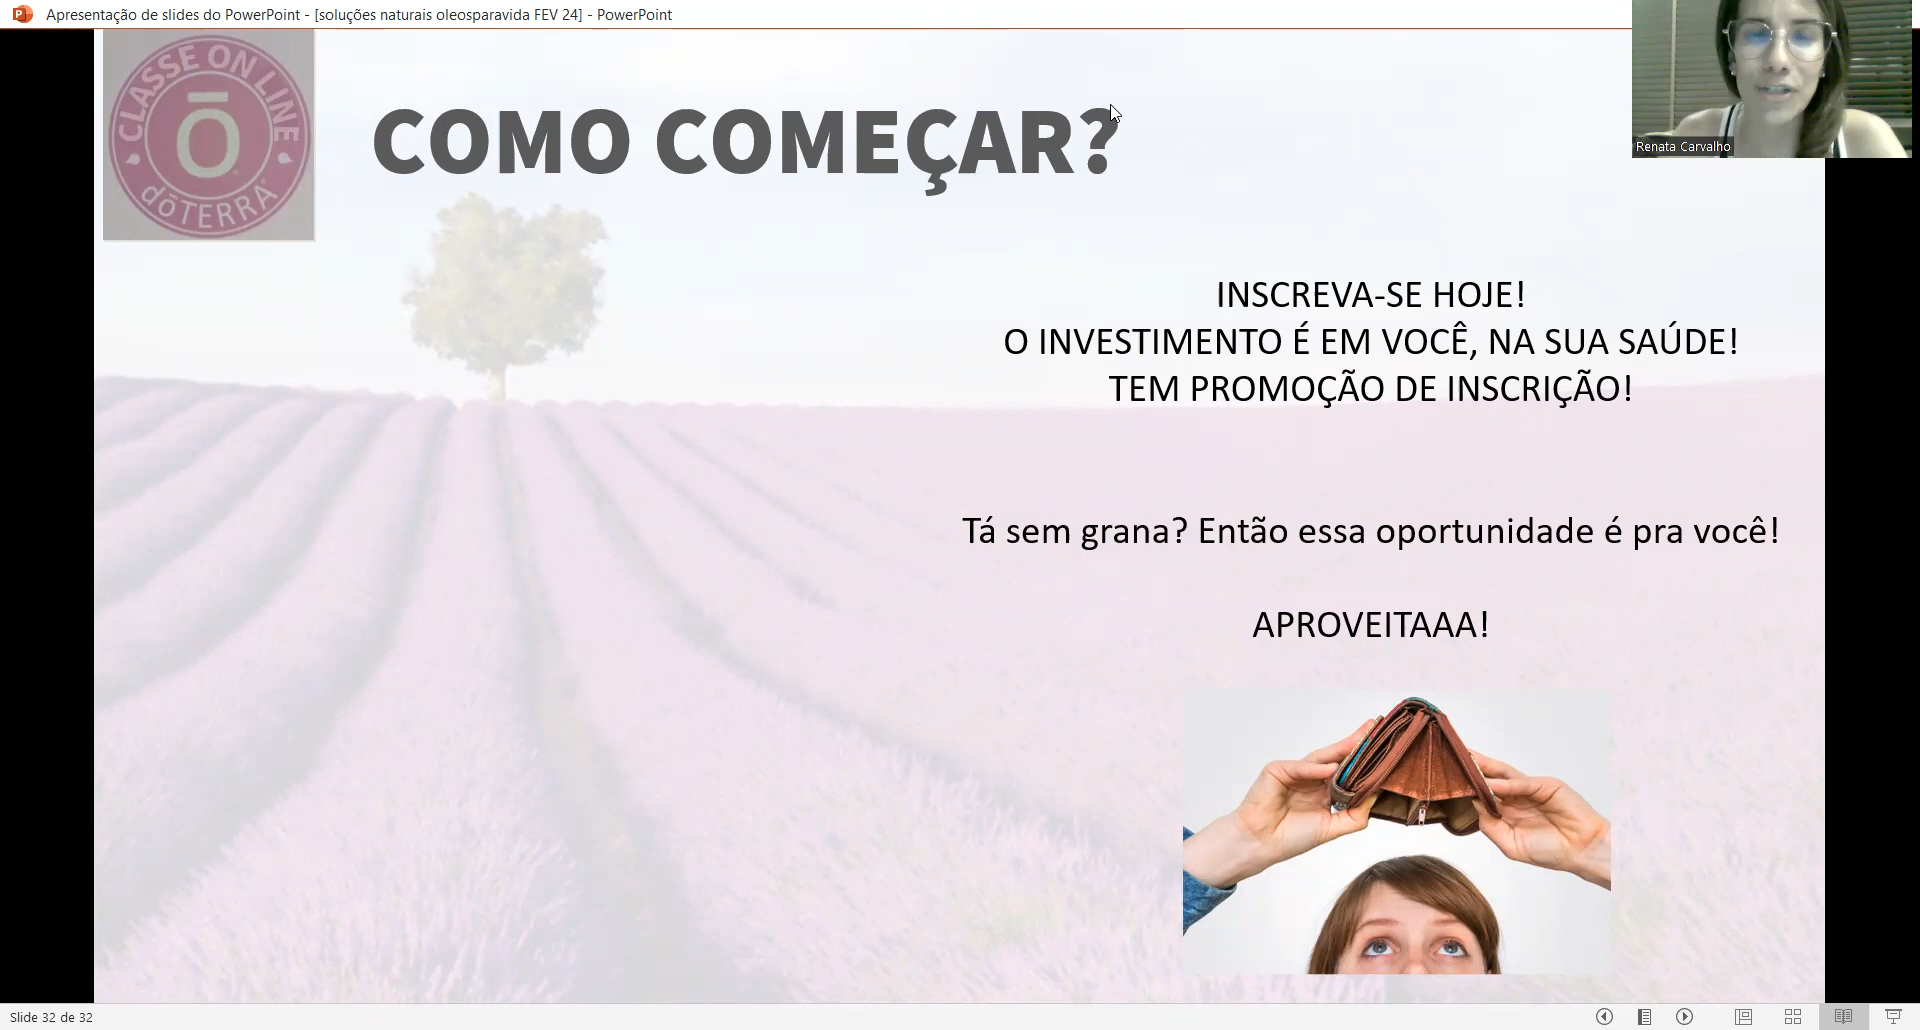 Apresentação de slides do PowerPoint - [soluções naturais oleosparavida FEV 24] - PowerPoint
CLASSE ON LINE
Ō
dōTERRA
COMO COMEÇAR?
Renata Carvalho
INSCREVA-SE HOJE!
O INVESTIMENTO É EM VOCÊ, NA SUA SAÚDE!
TEM PROMOÇÃO DE INSCRIÇÃO!
Tá sem grana? Então essa oportunidade é pra você!
APROVEITAAA!
Slide 32 de 32